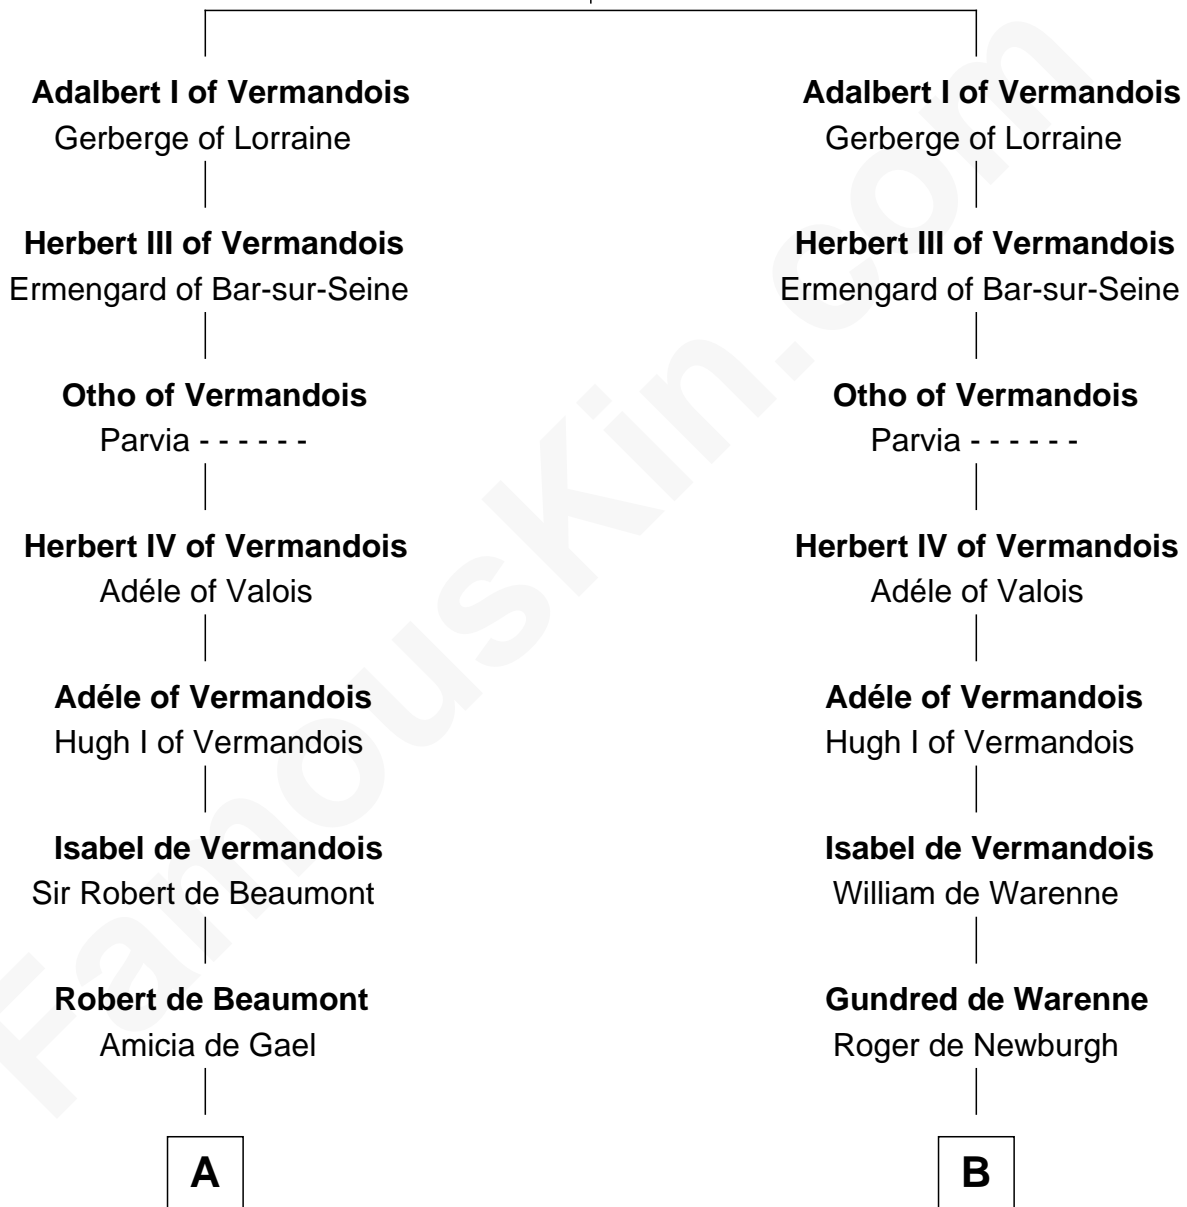 Adalbert I of Vermandois
Gerberge of Lorraine
Herbert III of Vermandois
Ermengard of Bar-sur-Seine
Otho of Vermandois
Parvia - - - - - -
Herbert IV of Vermandois
Adéle of Valois
Adéle of Vermandois
Hugh I of Vermandois
Isabel de Vermandois
Sir Robert de Beaumont
Robert de Beaumont
Amicia de Gael
A
Adalbert I of Vermandois
Gerberge of Lorraine
Herbert III of Vermandois
Ermengard of Bar-sur-Seine
Otho of Vermandois
Parvia - - - - - -
Herbert IV of Vermandois
Adéle of Valois
Adéle of Vermandois
Hugh I of Vermandois
Isabel de Vermandois
William de Warenne
Gundred de Warenne
Roger de Newburgh
B
FamousKin.com